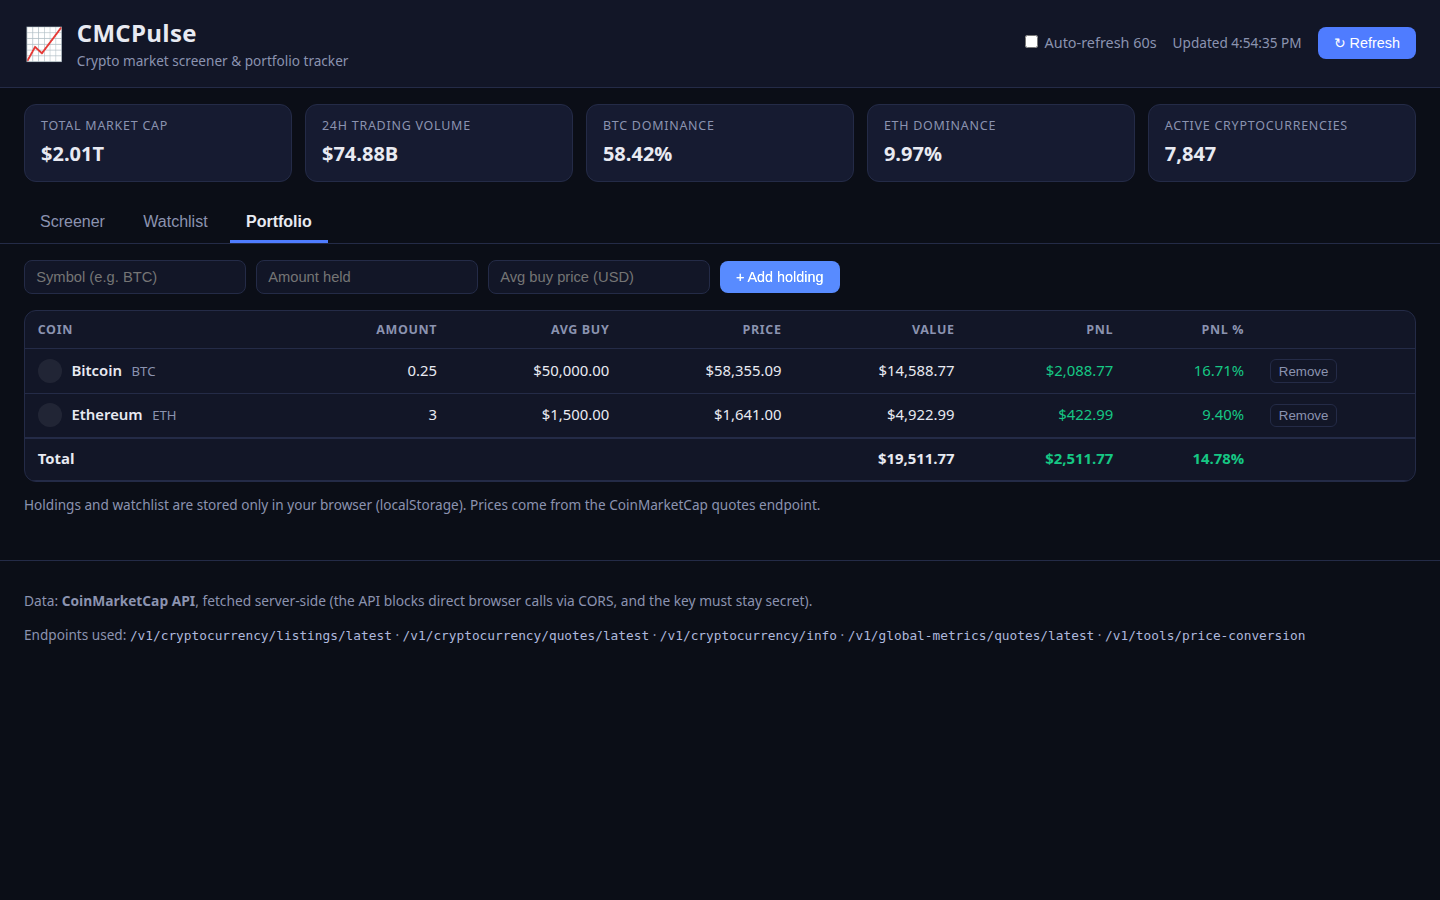 CMCPulse
Crypto market screener & portfolio tracker
Auto-refresh 60s Updated 4:54:35 PM ↻ Refresh
TOTAL MARKET CAP 24H TRADING VOLUME BTC DOMINANCE ETH DOMINANCE ACTIVE CRYPTOCURRENCIES
$2.01T $74.88B 58.42% 9.97% 7,847
Screener Watchlist Portfolio
Symbol (e.g. BTC) Amount held Avg buy price (USD) + Add holding
COIN AMOUNT AVG BUY PRICE VALUE PNL PNL %
Bitcoin BTC 0.25 $50,000.00 $58,355.09 $14,588.77 $2,088.77 16.71% Remove
Ethereum ETH 3 $1,500.00 $1,641.00 $4,922.99 $422.99 9.40% Remove
Total $19,511.77 $2,511.77 14.78%
Holdings and watchlist are stored only in your browser (localStorage). Prices come from the CoinMarketCap quotes endpoint.
Data: CoinMarketCap API, fetched server-side (the API blocks direct browser calls via CORS, and the key must stay secret).
Endpoints used: /v1/cryptocurrency/listings/latest · /v1/cryptocurrency/quotes/latest · /v1/cryptocurrency/info · /v1/global-metrics/quotes/latest · /v1/tools/price-conversion